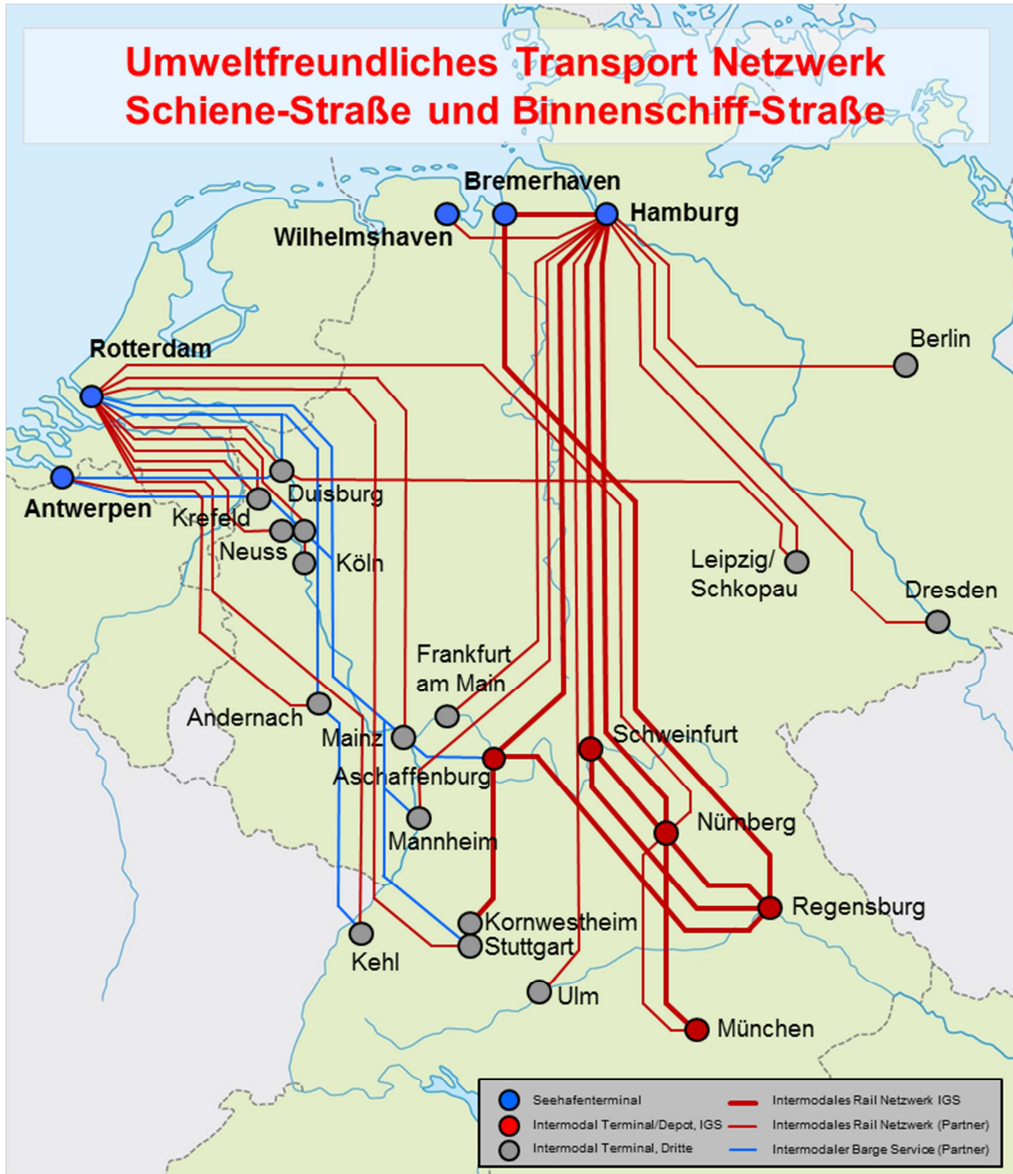 Umweltfreundliches Transport Netzwerk
Schiene-Straße und Binnenschiff-Straße
Bremerhaven
Hamburg
Wilhelmshaven
Rotterdam
Berlin
Duisburg
Antwerpen
Krefeld
Neuss
Köln
Leipzig/
Schkopau
Dresden
Frankfurt
am Main
Andernach
Mainz
Schweinfurt
Aschaffenburg
Nürnberg
Mannheim
Regensburg
Kornwestheim
Stuttgart
Kehl
Ulm
München
Seehafenterminal
Intermodal Terminal/Depot, IGS
Intermodal Terminal, Dritte
Intermodales Rail Netzwerk IGS
Intermodales Rail Netzwerk (Partner)
Intermodaler Barge Service (Partner)